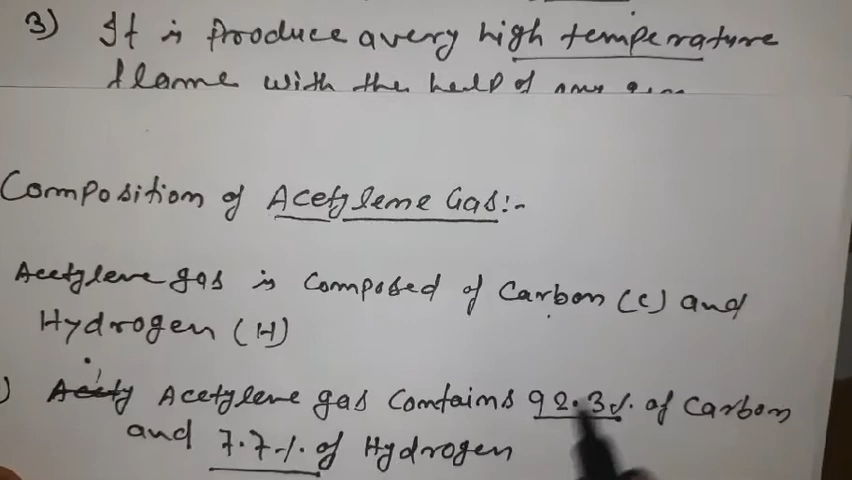 3) It is Produce a very high temperature
flame with the help of
Composition of Acetylene Gas:-
Acetylene gas is composed of Carbon (C) and
Hydrogen (H)
) Acety Acetylene gas contains 92.3% of Carbon
and 7.7% of Hydrogen